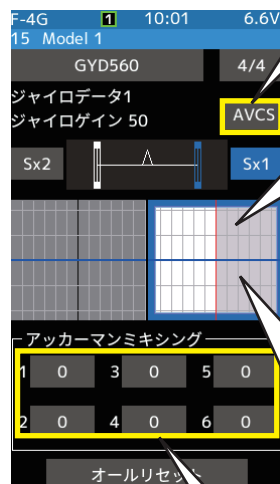 F-4G 1 10:01 6.6V
15 Model 1
GYD560 4/4
ジャイロデータ1
ジャイロゲイン 50 AVCS
Sx2 Sx1
アッカーマンミキシング
1 0 3 0 5 0
2 0 4 0 6 0
オールリセット